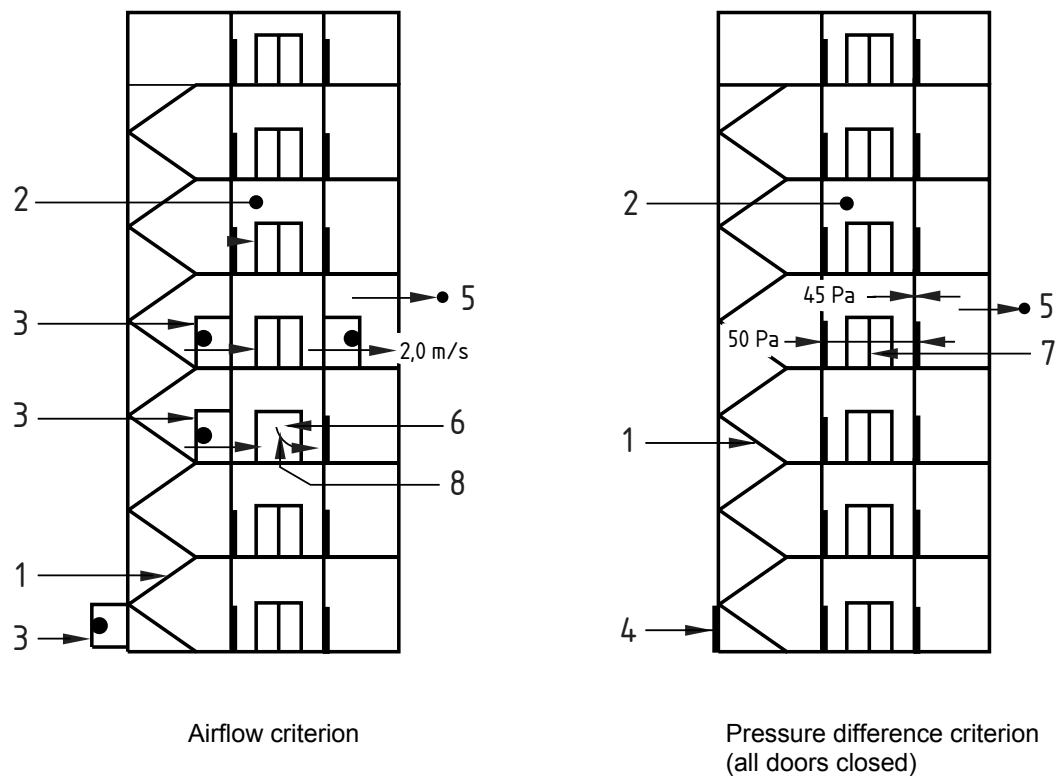 2
5
3
2,0 m/s
3
6
8
1
3
Airflow criterion
2
45 Pa
5
50 Pa
7
1
4
Pressure difference criterion
(all doors closed)